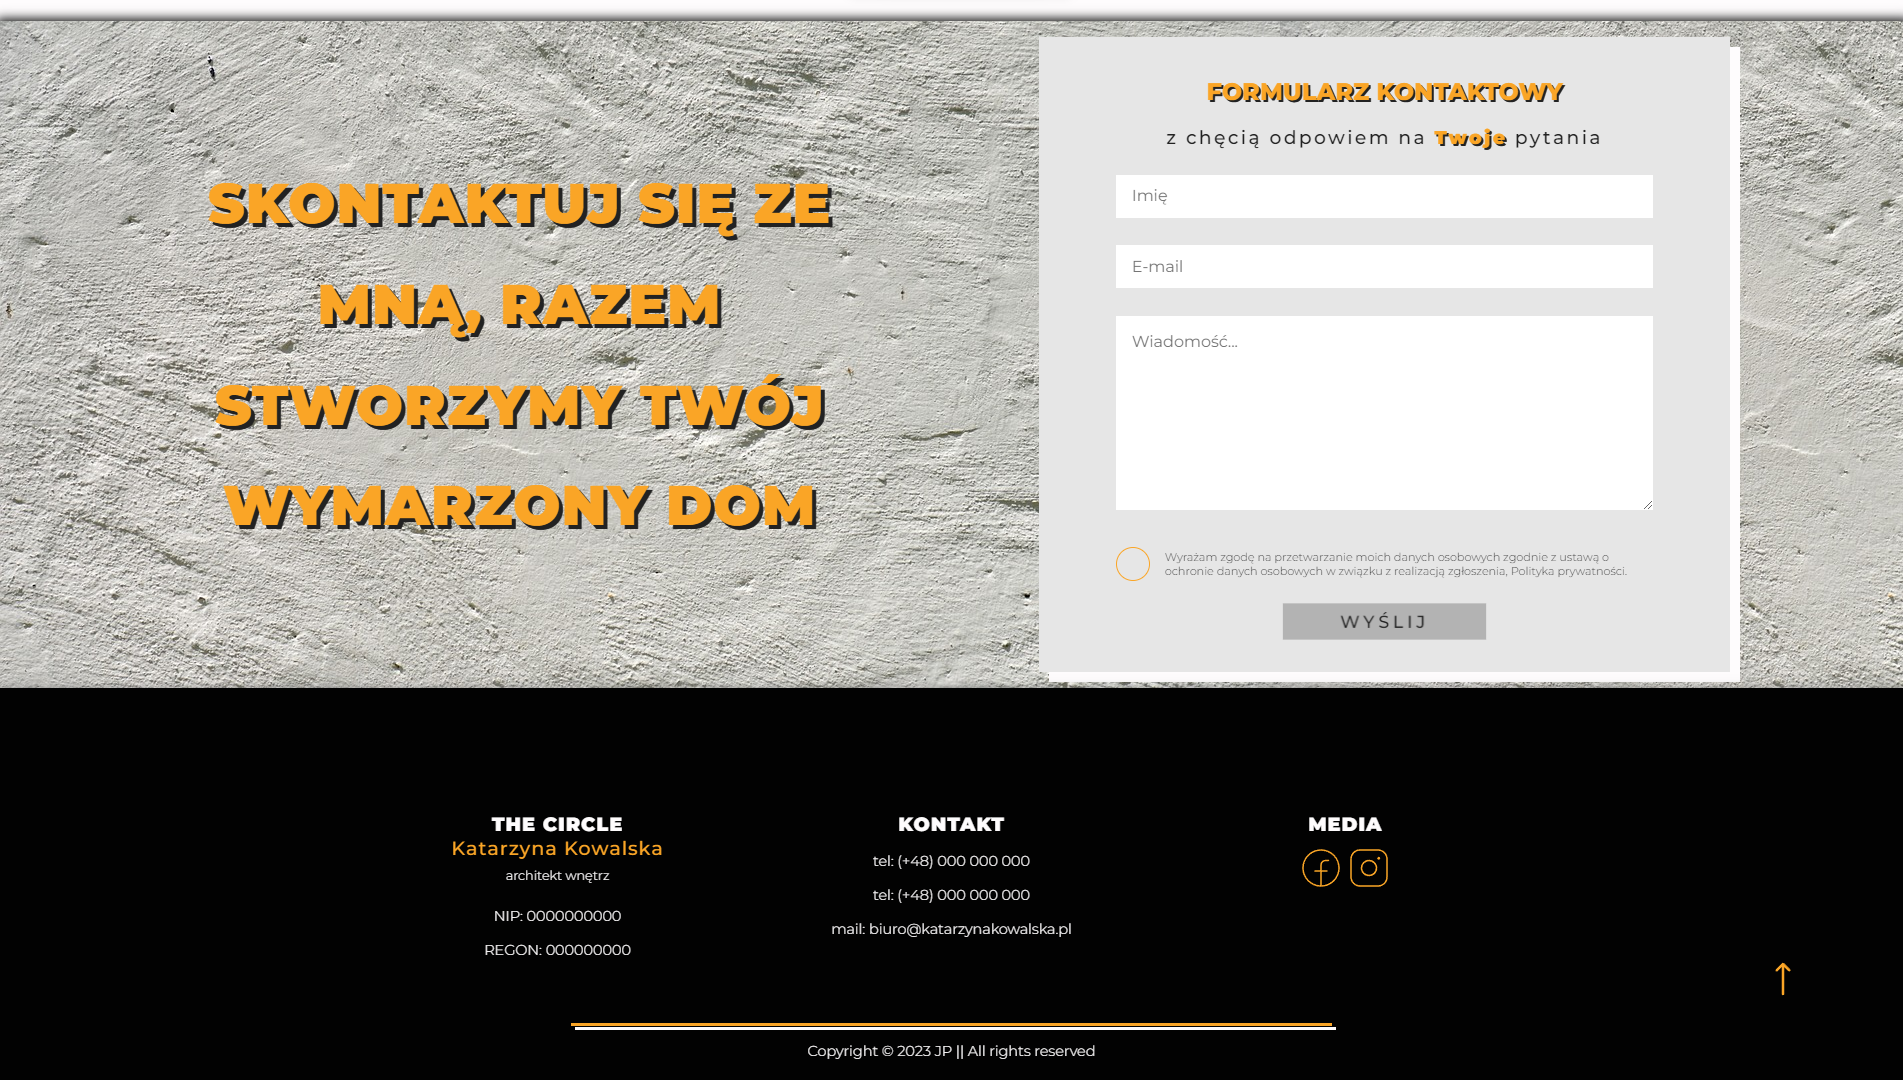 SKONTAKTUJ SIĘ ZE
MNĄ, RAZEM
STWORZYMY TWÓJ
WYMARZONY DOM
FORMULARZ KONTAKTOWY
z chęcią odpowiem na Twoje pytania
Imię
E-mail
Wiadomość...
Wyrażam zgodę na przetwarzanie moich danych osobowych zgodnie z ustawą o
ochronie danych osobowych w związku z realizacją zgłoszenia, Polityka prywatności.
WYŚLIJ
THE CIRCLE
Katarzyna Kowalska
architekt wnętrz
NIP: 0000000000
REGON: 000000000
KONTAKT
tel: (+48) 000 000 000
tel: (+48) 000 000 000
mail: biuro@katarzynakowalska.pl
MEDIA
Copyright © 2023 JP || All rights reserved